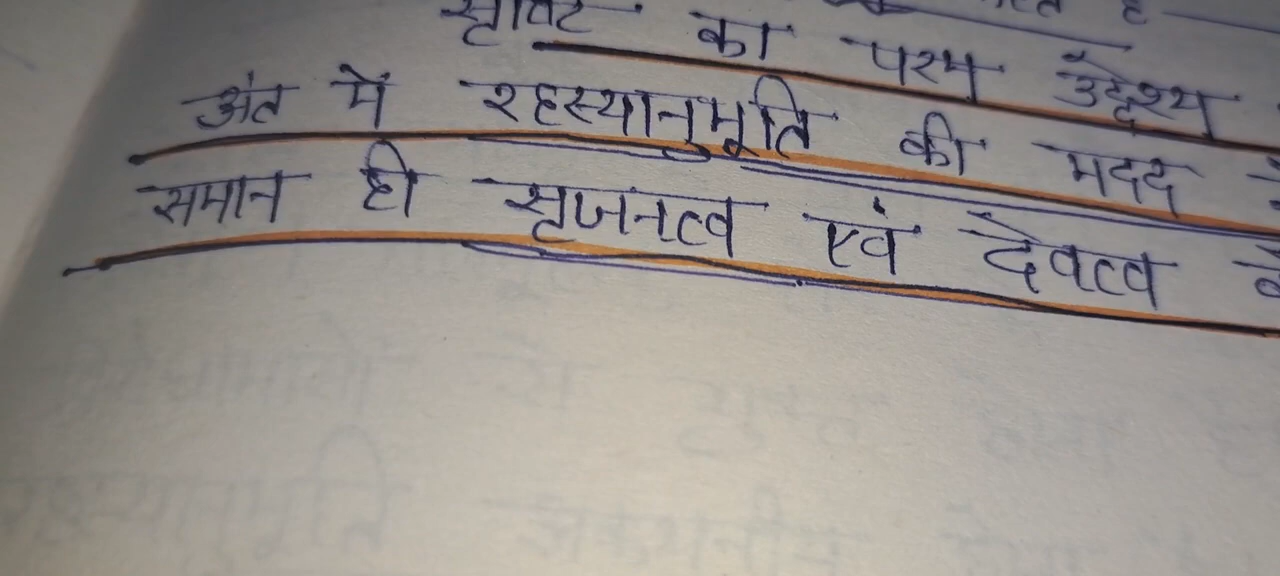 सृष्टि का परम उद्देश्य
अंत में रहस्यानुभूति की मदद
समान ही सृजनत्व एवं देवत्व